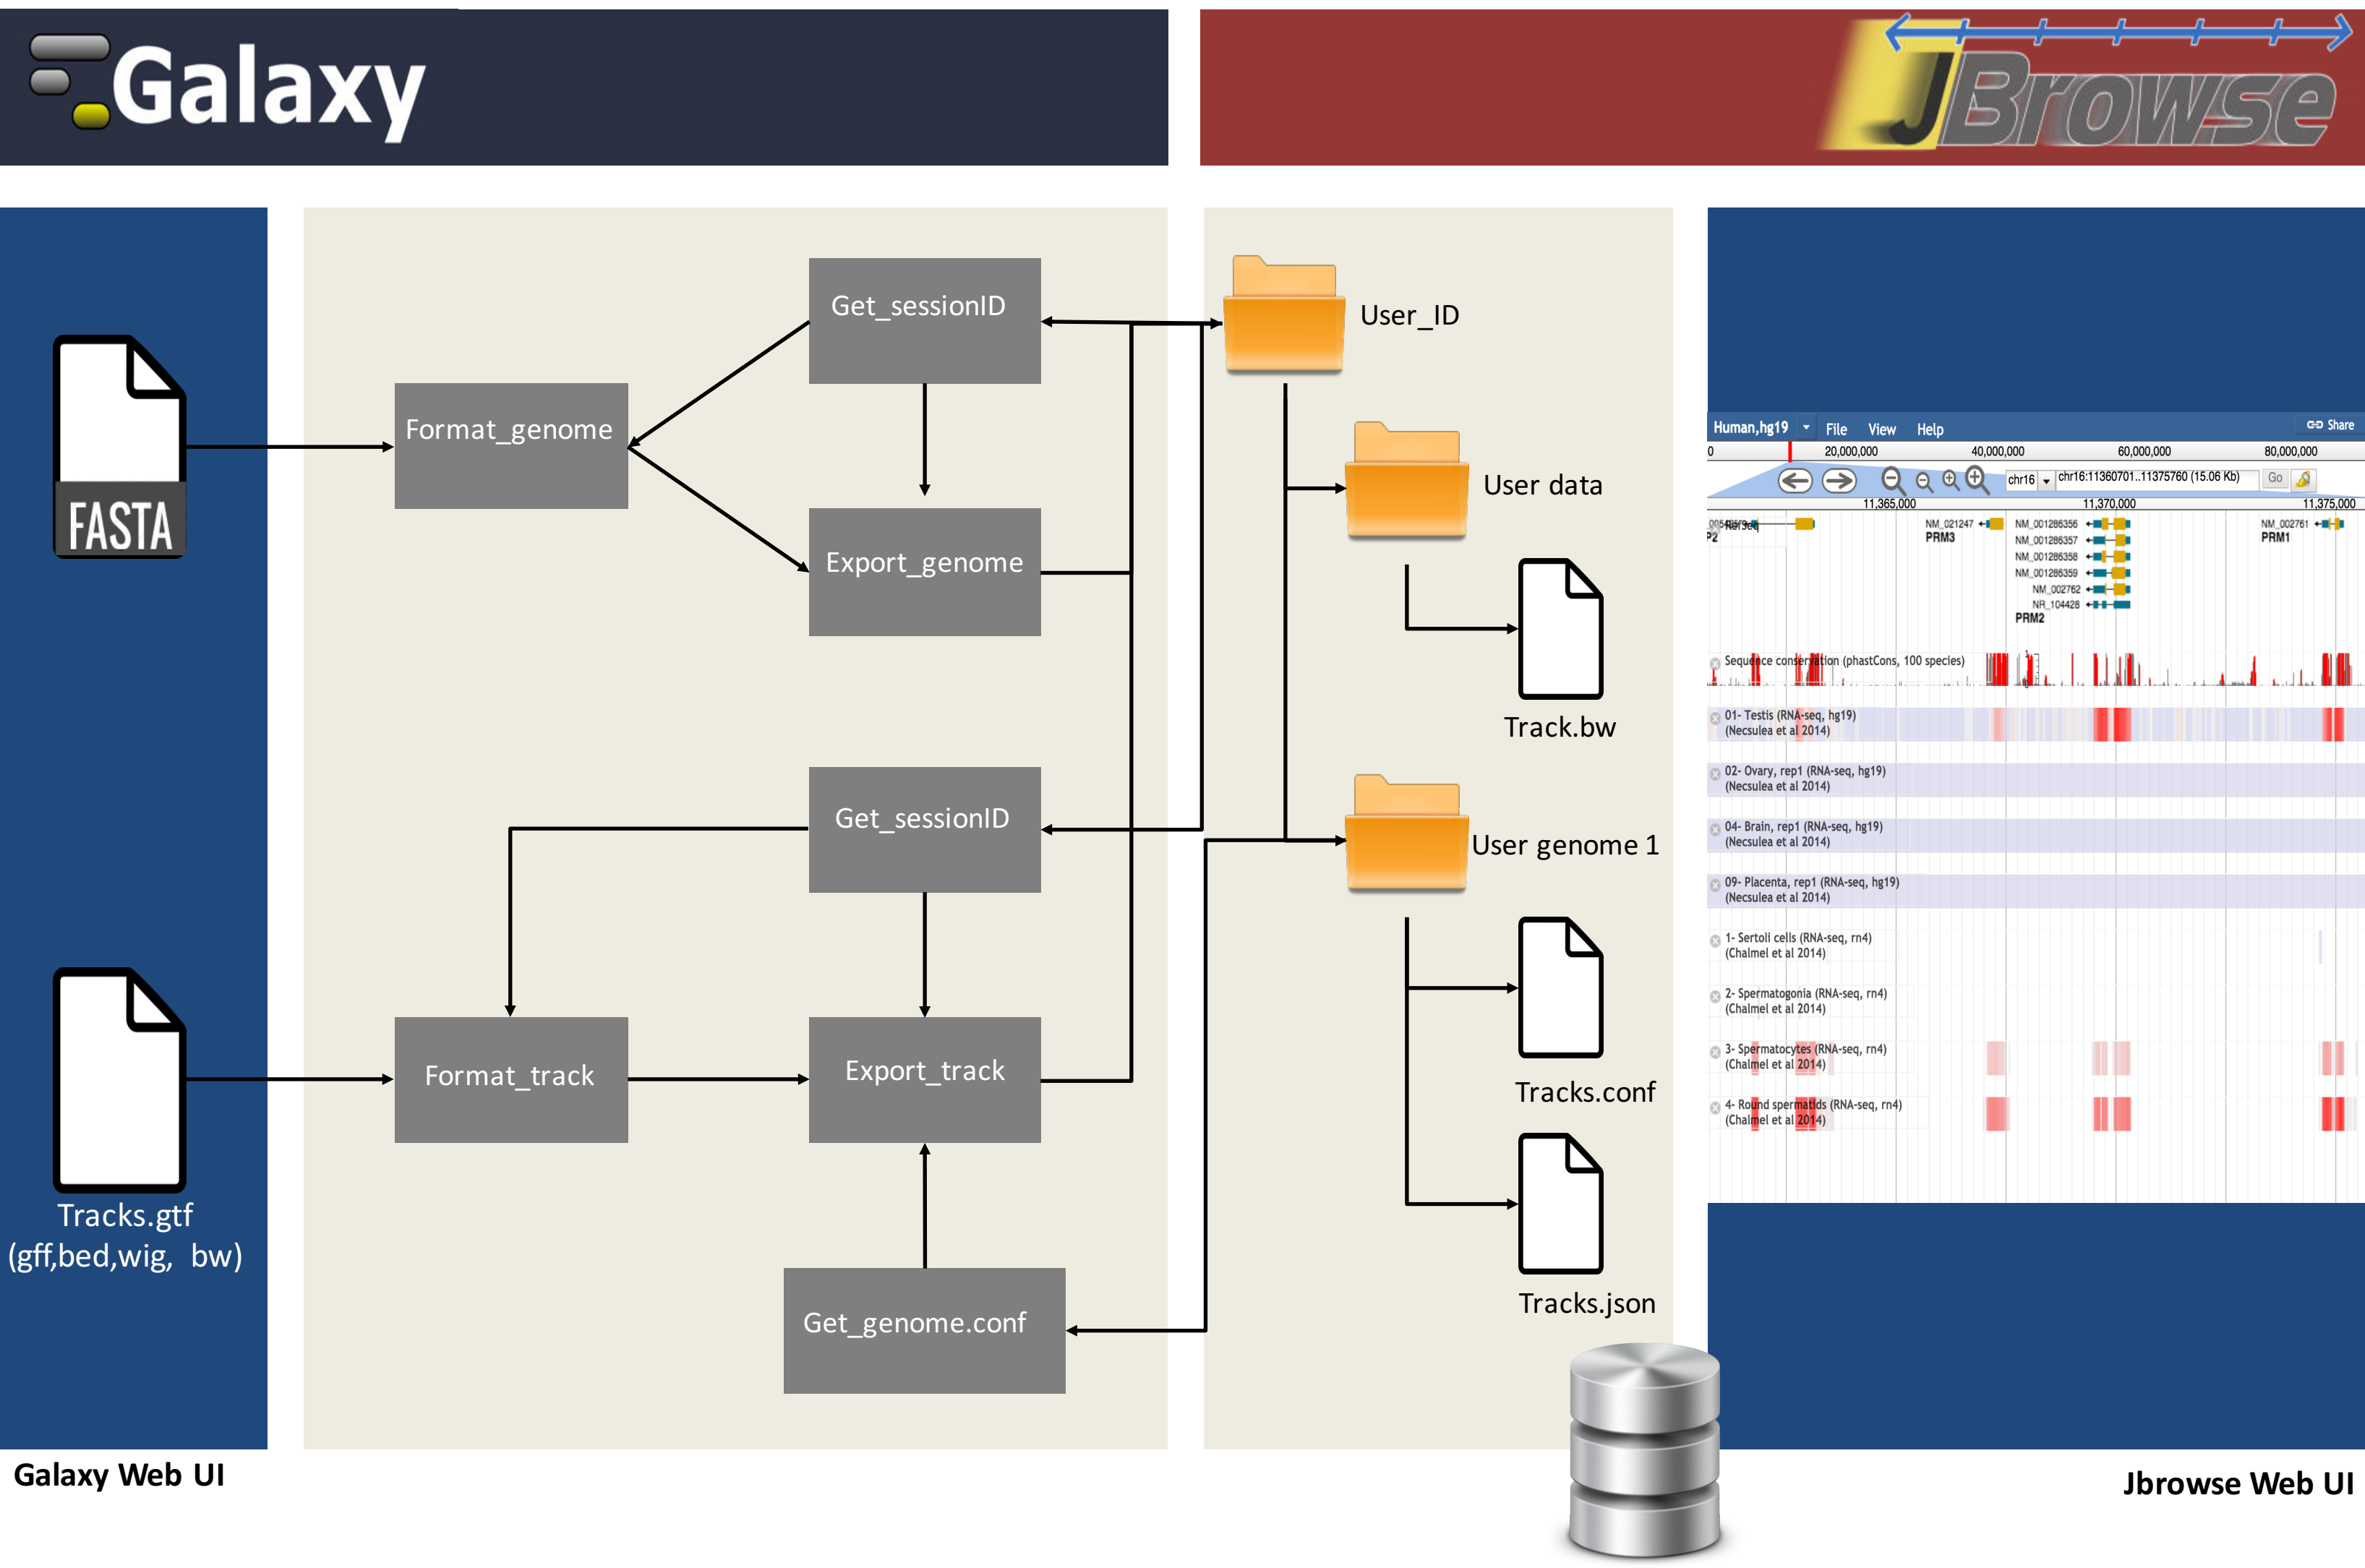 Galaxy
JBrowse
FASTA
Format_genome
Get_sessionID
Export_genome
Get_sessionID
Format_track
Export_track
Get_genome.conf
Tracks.gtf
(gff,bed,wig, bw)
User_ID
User data
Track.bw
User genome 1
Tracks.conf
Tracks.json
Human,hg19 File View Help Share
0 20,000,000 40,000,000 60,000,000 80,000,000
chr16 chr16:11360701..11375760 (15.06 Kb) Go
11,365,000 11,370,000 11,375,000
RefSeq
NM_021247
PRM3
NM_001286356
NM_001286357
NM_001286358
NM_001286359
NM_002762
NR_104428
PRM2
NM_002761
PRM1
Sequence conservation (phastCons, 100 species)
01- Testis (RNA-seq, hg19)
(Necsulea et al 2014)
02- Ovary, rep1 (RNA-seq, hg19)
(Necsulea et al 2014)
04- Brain, rep1 (RNA-seq, hg19)
(Necsulea et al 2014)
09- Placenta, rep1 (RNA-seq, hg19)
(Necsulea et al 2014)
1- Sertoli cells (RNA-seq, rn4)
(Chalmel et al 2014)
2- Spermatogonia (RNA-seq, rn4)
(Chalmel et al 2014)
3- Spermatocytes (RNA-seq, rn4)
(Chalmel et al 2014)
4- Round spermatids (RNA-seq, rn4)
(Chalmel et al 2014)
Galaxy Web UI
Jbrowse Web UI